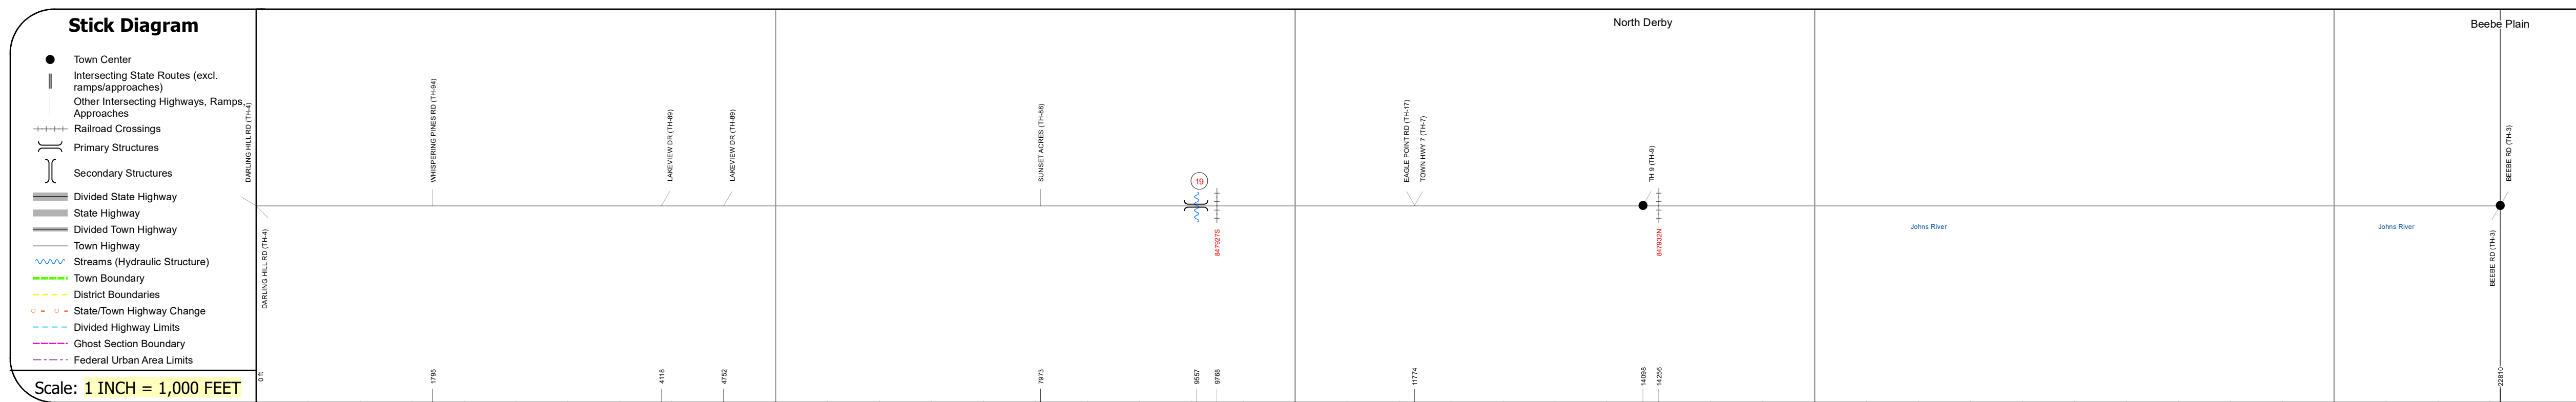 Stick Diagram
Town Center
Intersecting State Routes (excl.
ramps/approaches)
Other Intersecting Highways, Ramps,
Approaches
Railroad Crossings
Primary Structures
Secondary Structures
Divided State Highway
State Highway
Divided Town Highway
Town Highway
Streams (Hydraulic Structure)
Town Boundary
District Boundaries
State/Town Highway Change
Divided Highway Limits
Ghost Section Boundary
Federal Urban Area Limits
Scale: 1 INCH = 1,000 FEET
North Derby
Beebe Plain
DARLING HILL RD (TH-4)
DARLING HILL RD (TH-4)
WHISPERING PINES RD (TH-94)
LAKEVIEW DR (TH-89)
LAKEVIEW DR (TH-89)
SUNSET ACRES (TH-88)
19
847927S
EAGLE POINT RD (TH-17)
TOWN HWY 7 (TH-7)
TH 9 (TH-9)
847932N
Johns River
Johns River
BEEBE RD (TH-3)
BEEBE RD (TH-3)
0 ft
1795
4118
4752
7973
9557
9768
11774
14098
14256
22810